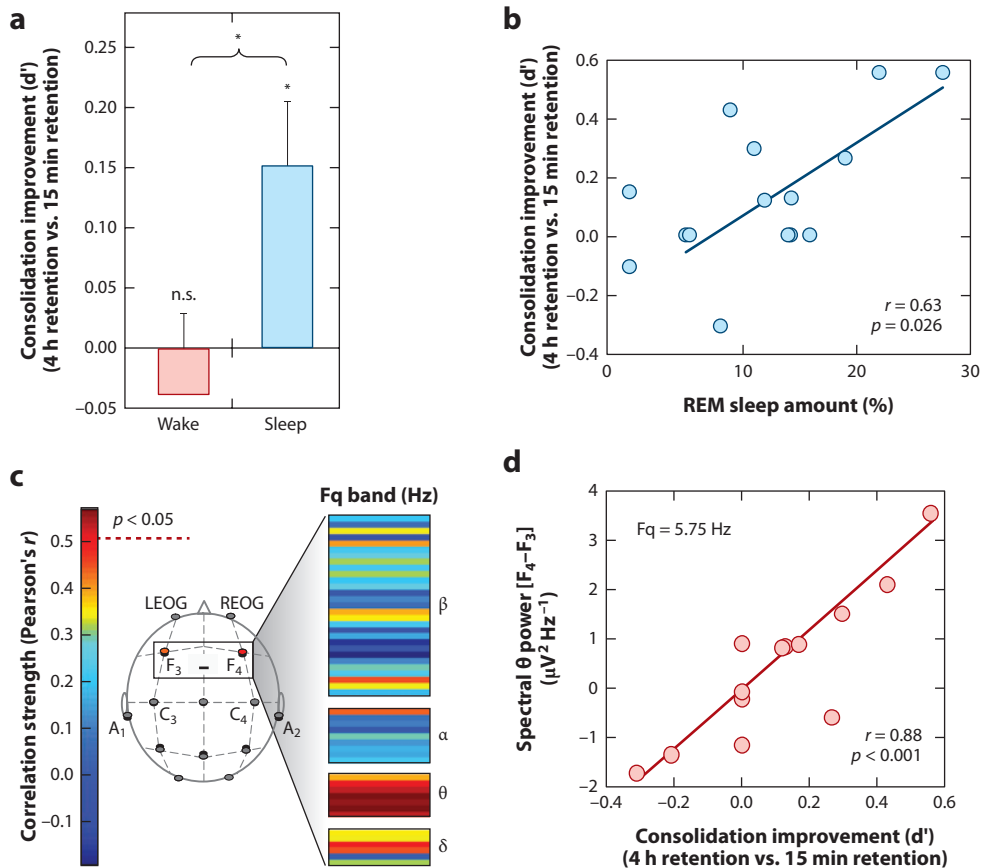 a
Consolidation improvement (d')
(4 h retention vs. 15 min retention)
0.25
0.20
0.15
0.10
0.05
0.00
−0.05
*
*
n.s.
Wake
Sleep
b
Consolidation improvement (d')
(4 h retention vs. 15 min retention)
0.6
0.4
0.2
0.0
−0.2
−0.4
r = 0.63
p = 0.026
0
10
20
30
REM sleep amount (%)
c
Correlation strength (Pearson's r)
0.5
0.4
0.3
0.2
0.1
0.0
−0.1
p < 0.05
LEOG
REOG
F3
F4
C3
C4
A1
A2
Fq band (Hz)
β
α
θ
δ
d
Spectral θ power [F4–F3]
(μV² Hz⁻¹)
4
3
2
1
0
−1
−2
Fq = 5.75 Hz
r = 0.88
p < 0.001
−0.4
−0.2
0.0
0.2
0.4
0.6
Consolidation improvement (d')
(4 h retention vs. 15 min retention)